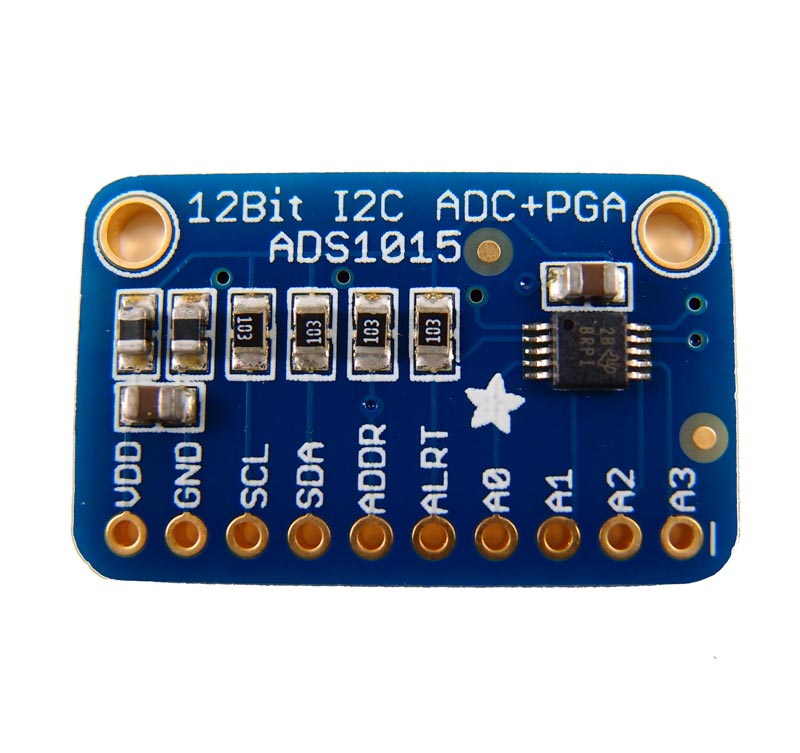 12Bit I2C ADC+PGA
ADS1015
103
103
103
103
BRPI
VDD
GND
SCL
SDA
ADDR
ALRT
A0
A1
A2
A3